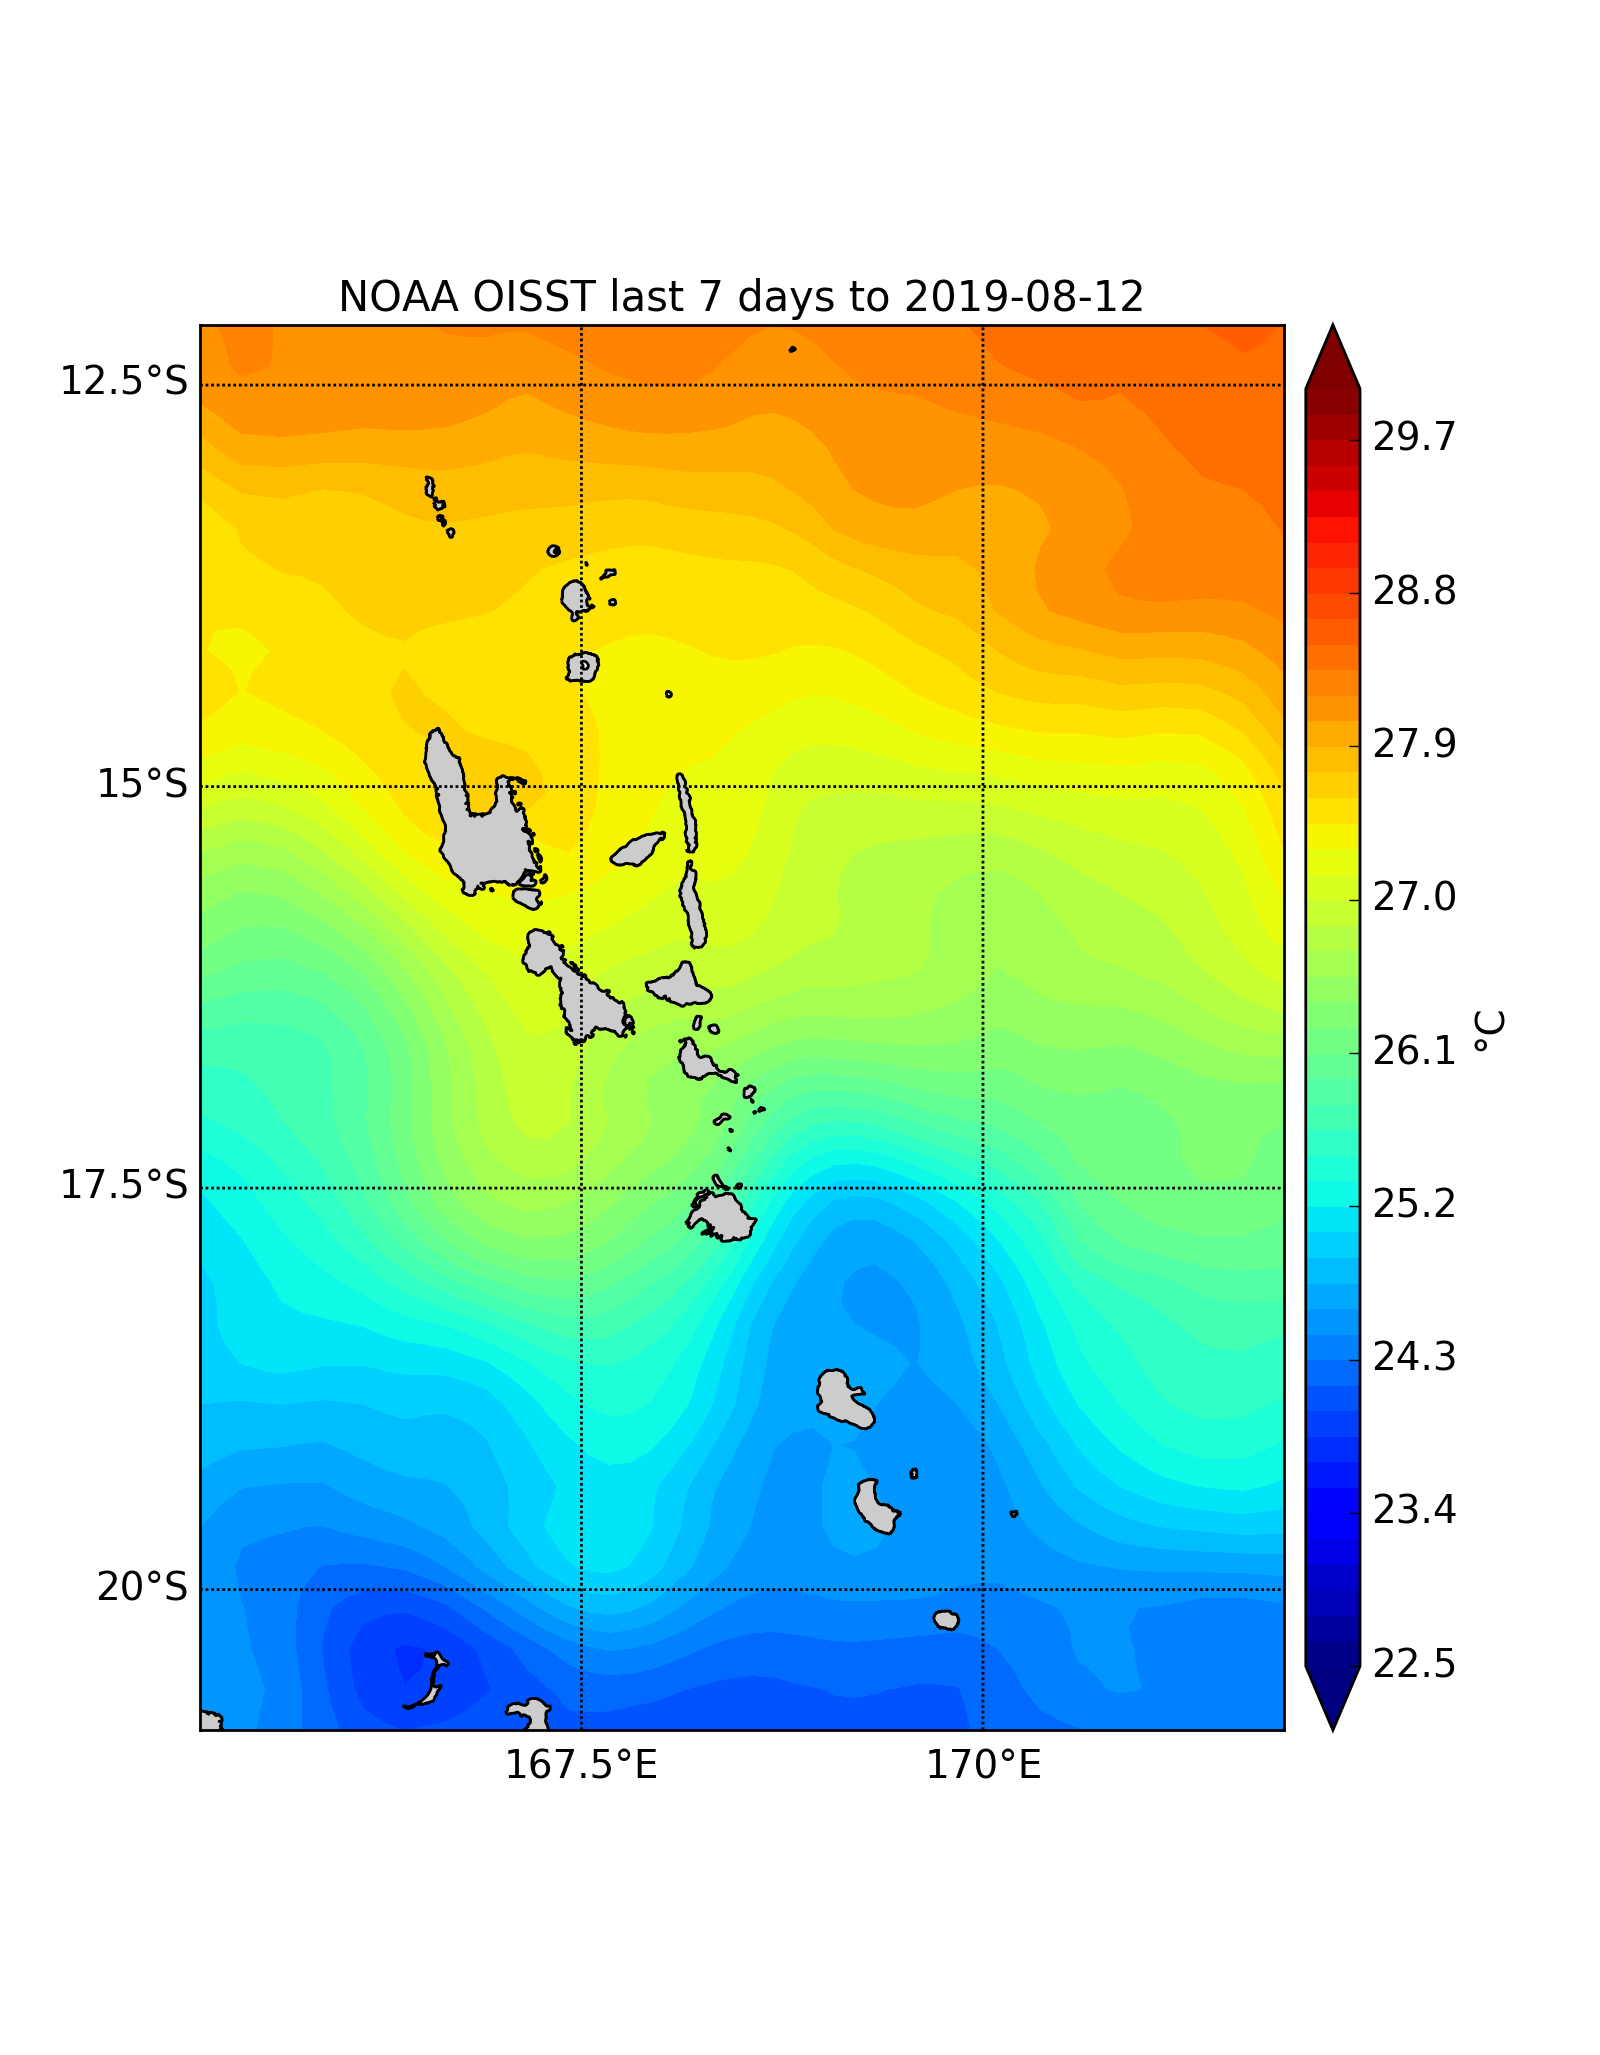 NOAA OISST last 7 days to 2019-08-12
12.5°S
15°S
17.5°S
20°S
167.5°E
170°E
29.7
28.8
27.9
27.0
26.1
25.2
24.3
23.4
22.5
°C